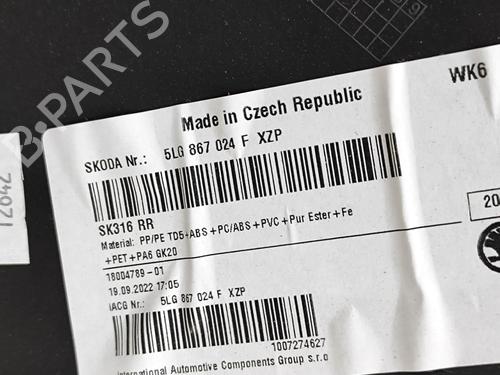 Made in Czech Republic
WK6
SKODA Nr.: 5LG 867 024 F XZP
SK316 RR
Material: PP/PE TD5+ABS+PC/ABS+PVC+Pur Ester+Fe
+PET+PA6 GK20
18004789-01
19.09.2022 17:05
IACG Nr.: 5LG 867 024 F XZP
1007274627
International Automotive Components Group s.r.o
20
12642
B-PARTS